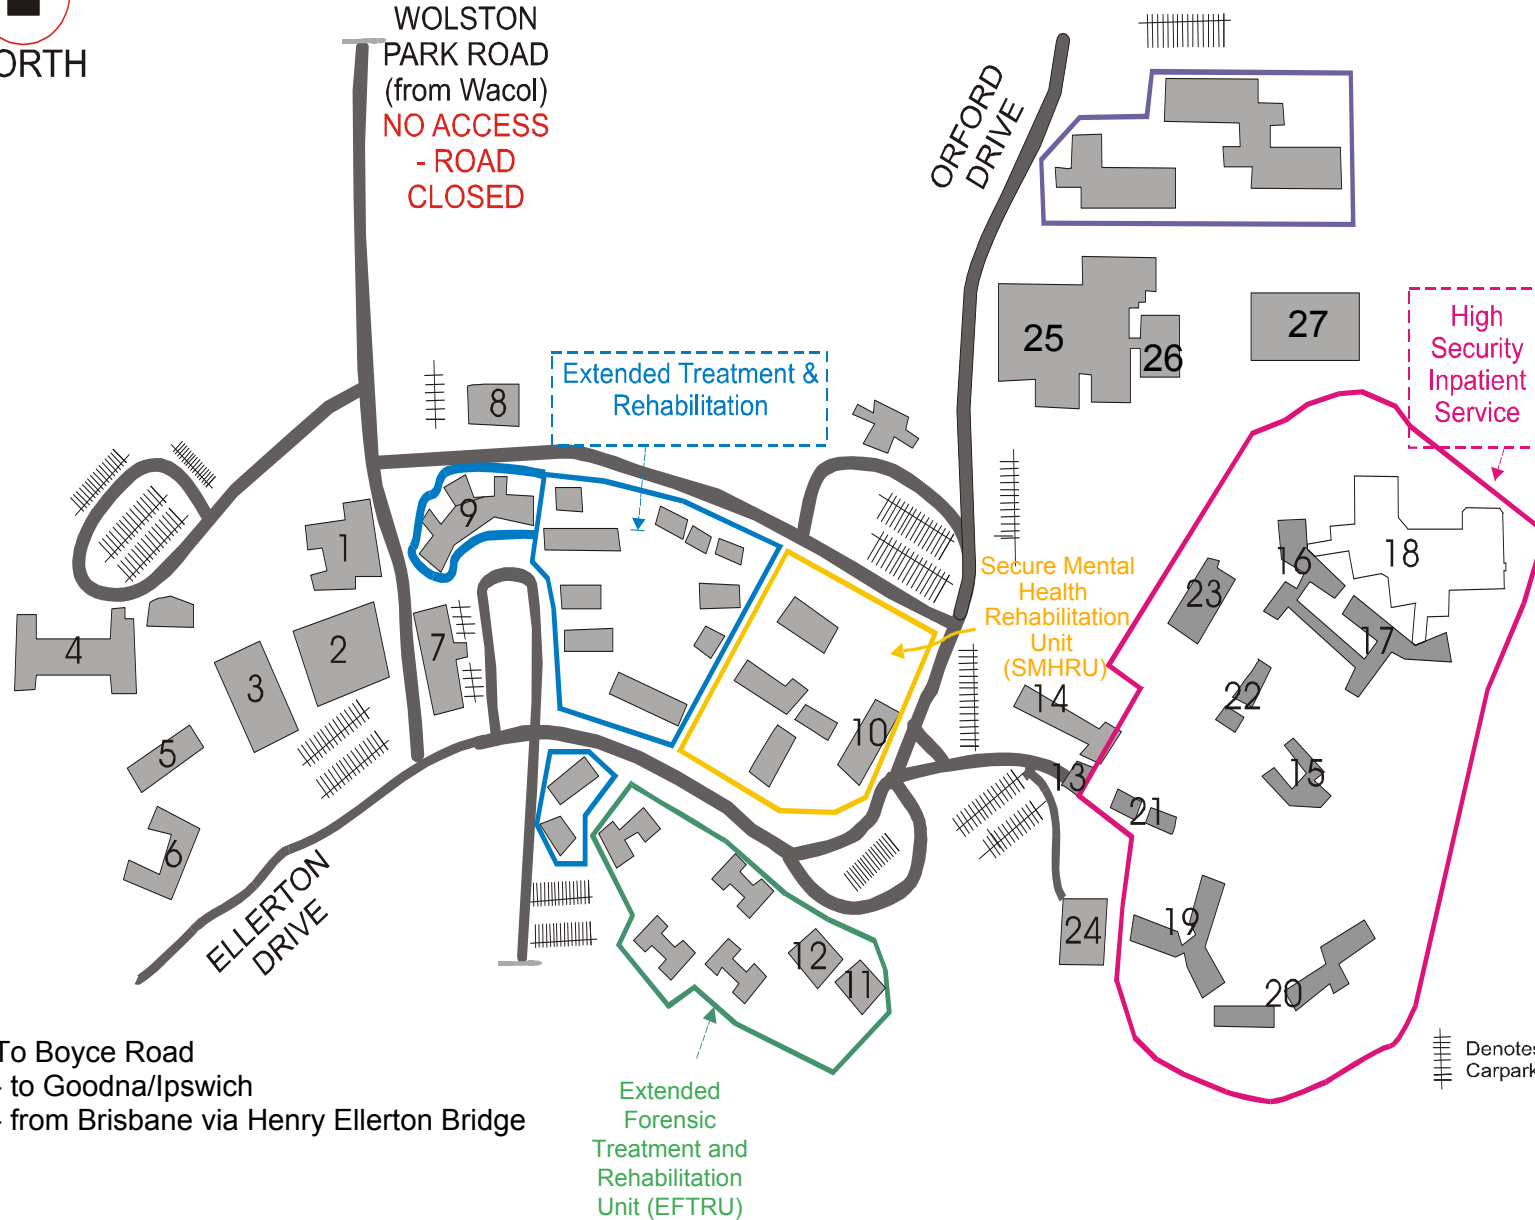 ORTH
WOLSTON
PARK ROAD
(from Wacol)
NO ACCESS
- ROAD
CLOSED
ORFORD
DRIVE
25
26
27
High
Security
Inpatient
Service
Extended Treatment &
Rehabilitation
8
9
1
2
3
4
5
6
7
10
Secure Mental
Health
Rehabilitation
Unit
(SMHRU)
14
13
16
18
17
23
22
15
21
19
20
24
12
11
ELLERTON
DRIVE
To Boyce Road
- to Goodna/Ipswich
- from Brisbane via Henry Ellerton Bridge
Extended
Forensic
Treatment and
Rehabilitation
Unit (EFTRU)
Denotes
Carpark